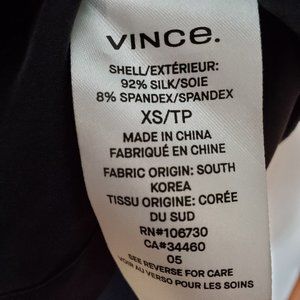 VINCE.
SHELL/EXTÉRIEUR:
92% SILK/SOIE
8% SPANDEX/SPANDEX
XS/TP
MADE IN CHINA
FABRIQUÉ EN CHINE
FABRIC ORIGIN: SOUTH
KOREA
TISSU ORIGINE: CORÉE
DU SUD
RN#106730
CA#34460
05
SEE REVERSE FOR CARE
VOIR AU VERSO POUR LES SOINS